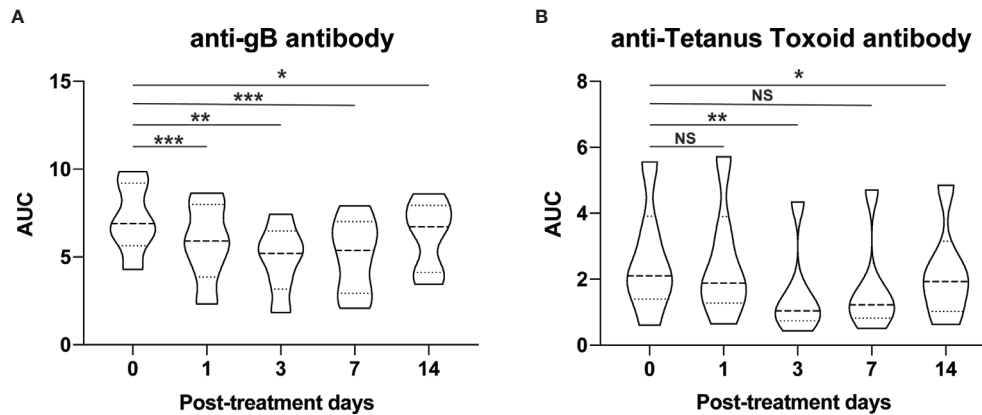 A
anti-gB antibody
15
10
5
0
AUC
*
***
**
***
0 1 3 7 14
Post-treatment days
B
anti-Tetanus Toxoid antibody
8
6
4
2
0
AUC
*
NS
**
NS
0 1 3 7 14
Post-treatment days